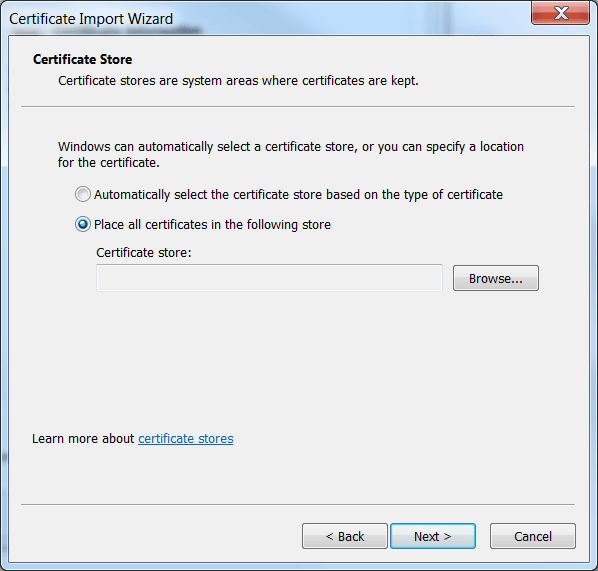 Certificate Import Wizard
Certificate Store
Certificate stores are system areas where certificates are kept.
Windows can automatically select a certificate store, or you can specify a location
for the certificate.
Automatically select the certificate store based on the type of certificate
Place all certificates in the following store
Certificate store:
Browse...
Learn more about certificate stores
< Back
Next >
Cancel